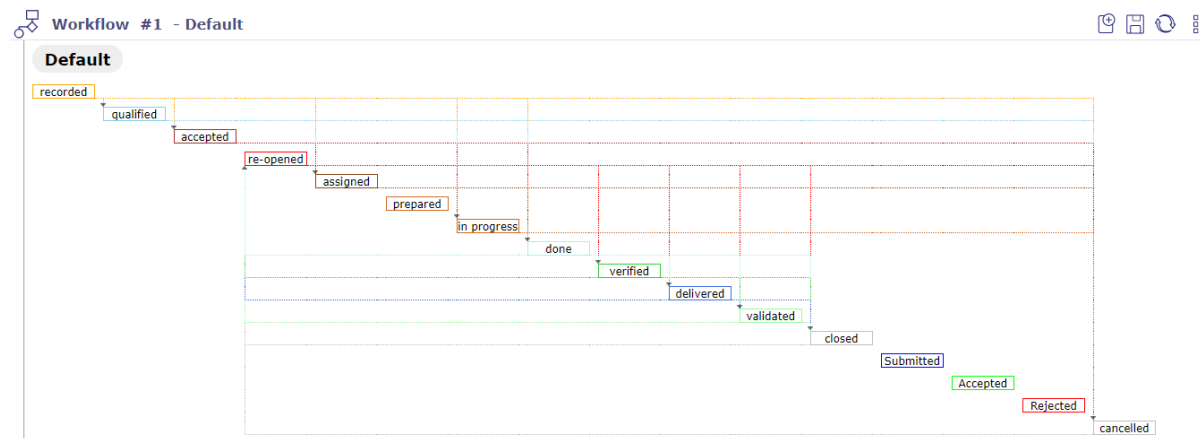 Workflow #1 - Default
Default
recorded
qualified
accepted
re-opened
assigned
prepared
in progress
done
verified
delivered
validated
closed
Submitted
Accepted
Rejected
cancelled